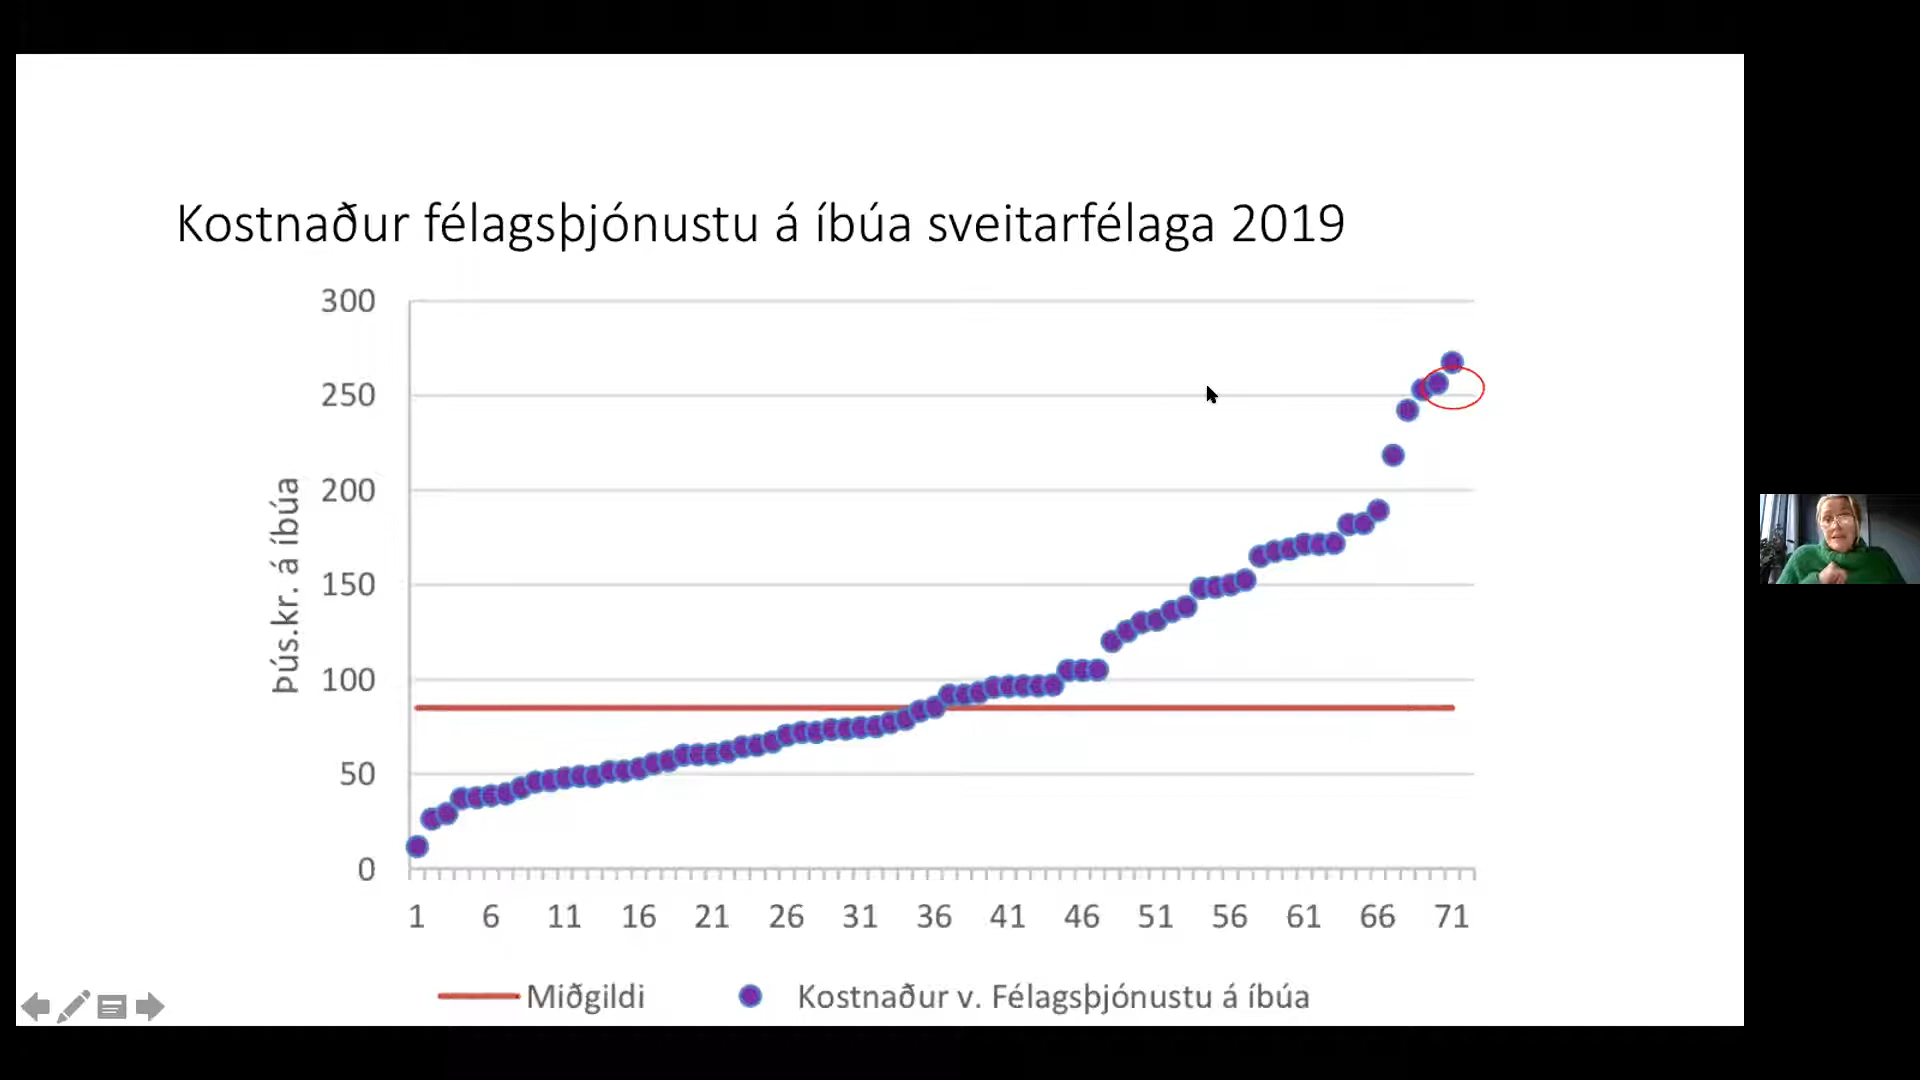 Kostnaður félagsþjónustu á íbúa sveitarfélaga 2019
300
250
200
150
100
50
0
Þús.kr. á íbúa
1 6 11 16 21 26 31 36 41 46 51 56 61 66 71
Miðgildi Kostnaður v. Félagsþjónustu á íbúa